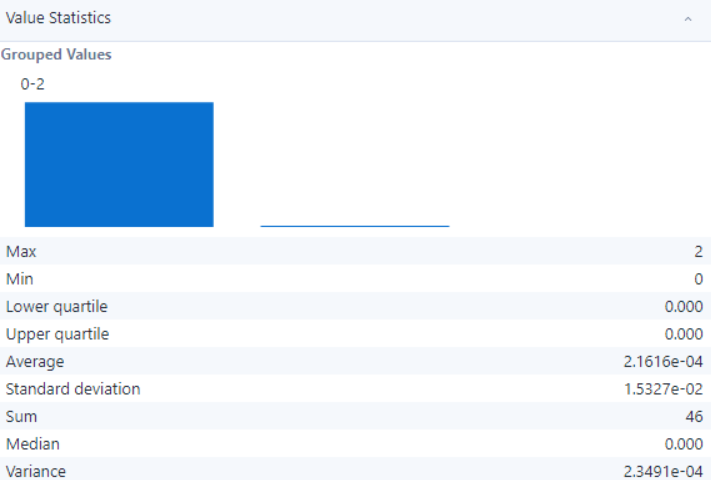 Value Statistics
Grouped Values
0-2
Max 2
Min 0
Lower quartile 0.000
Upper quartile 0.000
Average 2.1616e-04
Standard deviation 1.5327e-02
Sum 46
Median 0.000
Variance 2.3491e-04